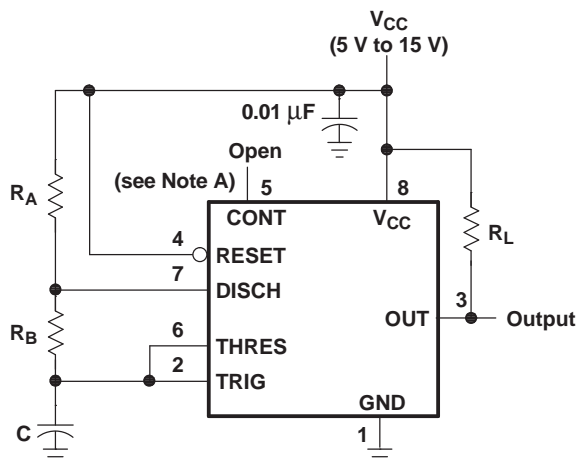 VCC
(5 V to 15 V)
0.01 μF
Open
(see Note A)
5
8
RA
CONT
VCC
RL
4
RESET
7
DISCH
3
OUT
Output
RB
6
THRES
2
TRIG
GND
C
1